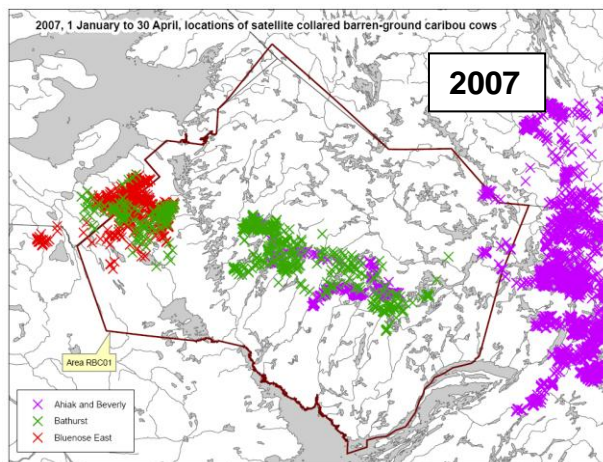 2007, 1 January to 30 April, locations of satellite collared barren-ground caribou cows
2007
Area RBC01
Ahiak and Beverly
Bathurst
Bluenose East